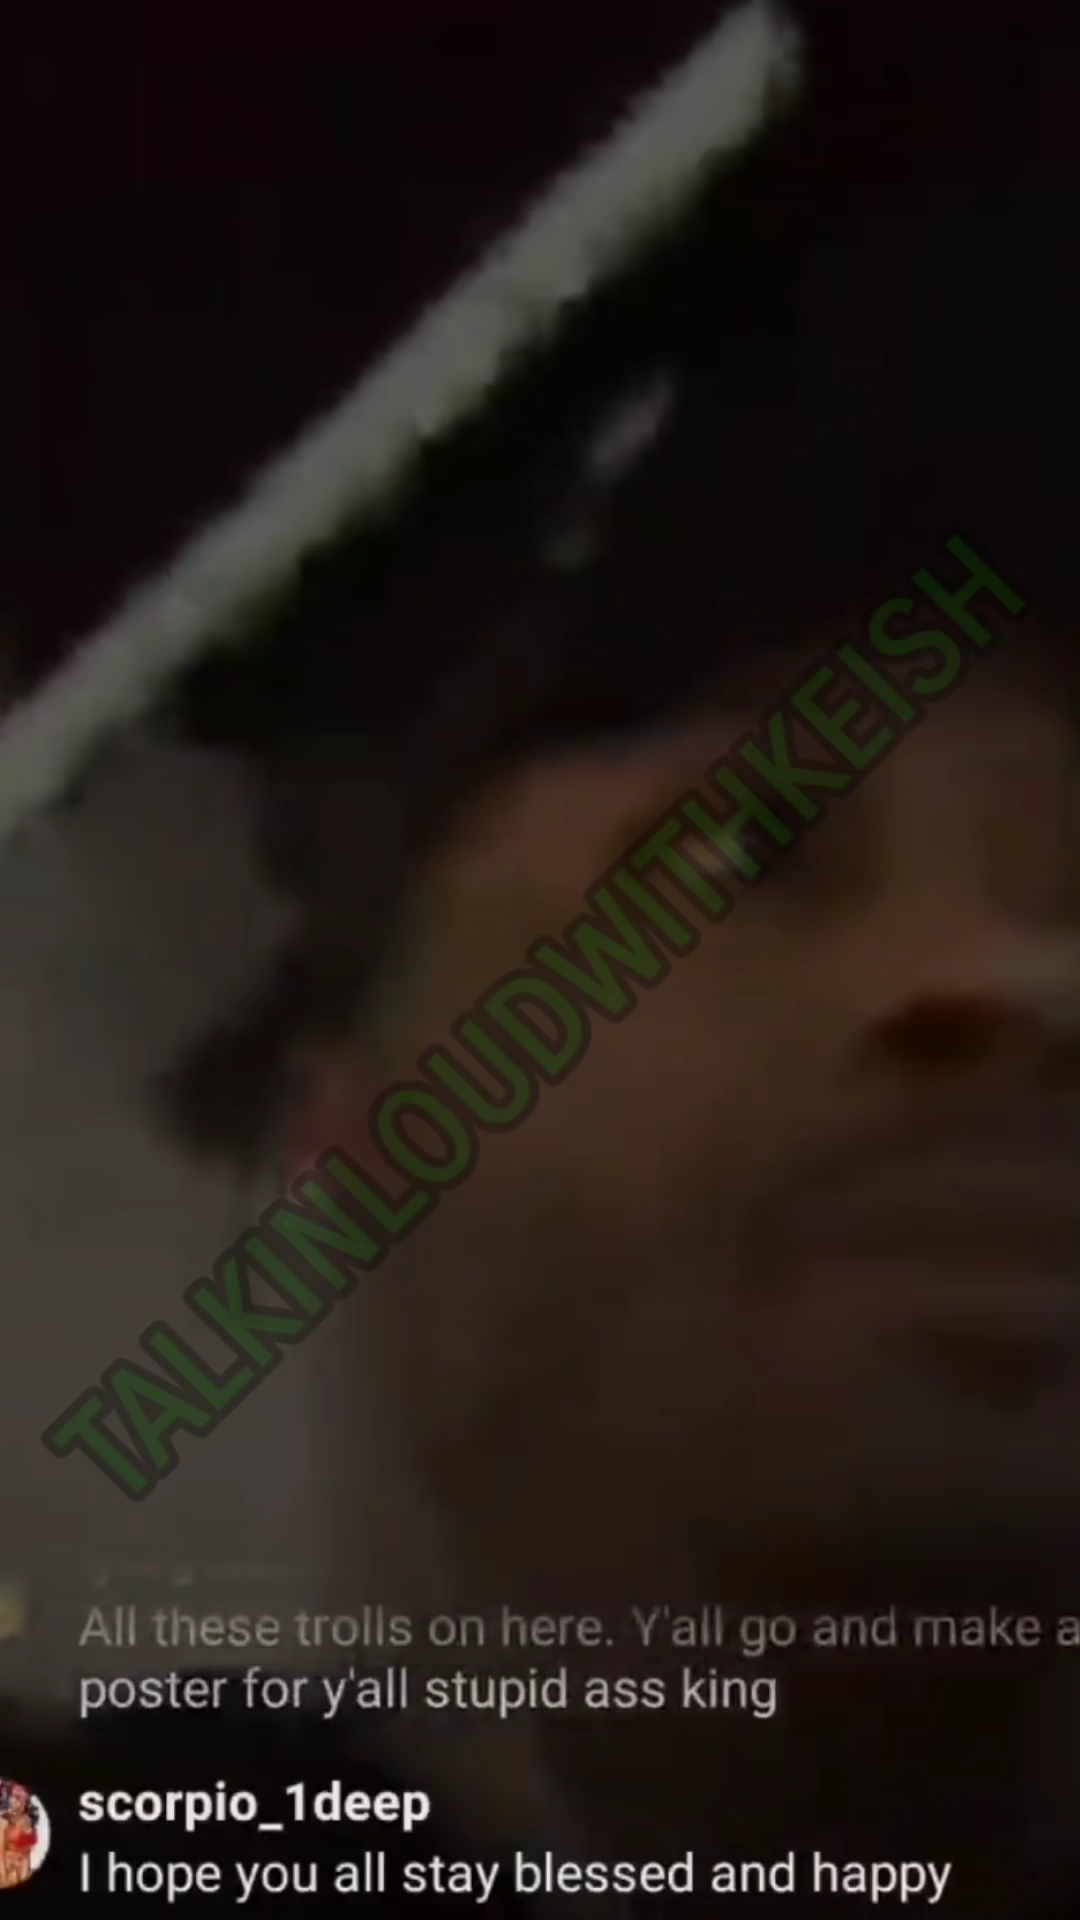 TALKINLOUDWITHKEISH
All these trolls on here. Y'all go and make a
poster for y'all stupid ass king
scorpio_1deep
I hope you all stay blessed and happy